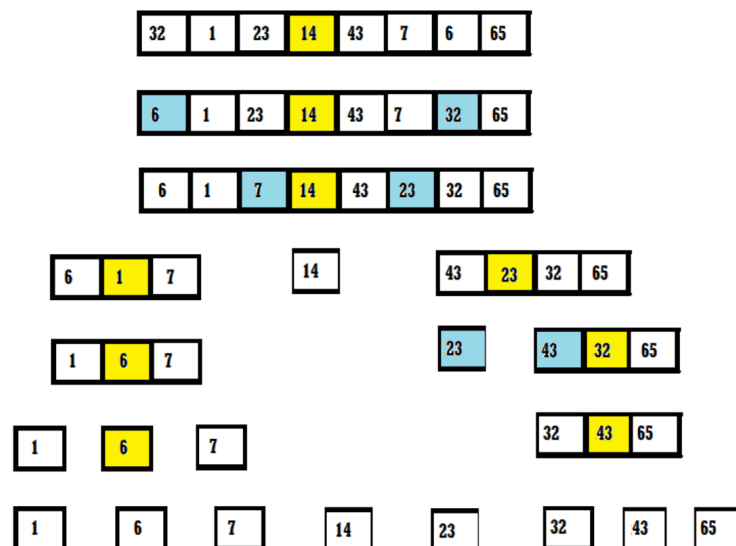 32 1 23 14 43 7 6 65
6 1 23 14 43 7 32 65
6 1 7 14 43 23 32 65
6 1 7 14 43 23 32 65
1 6 7 23 43 32 65
1 6 7 32 43 65
1 6 7 14 23 32 43 65